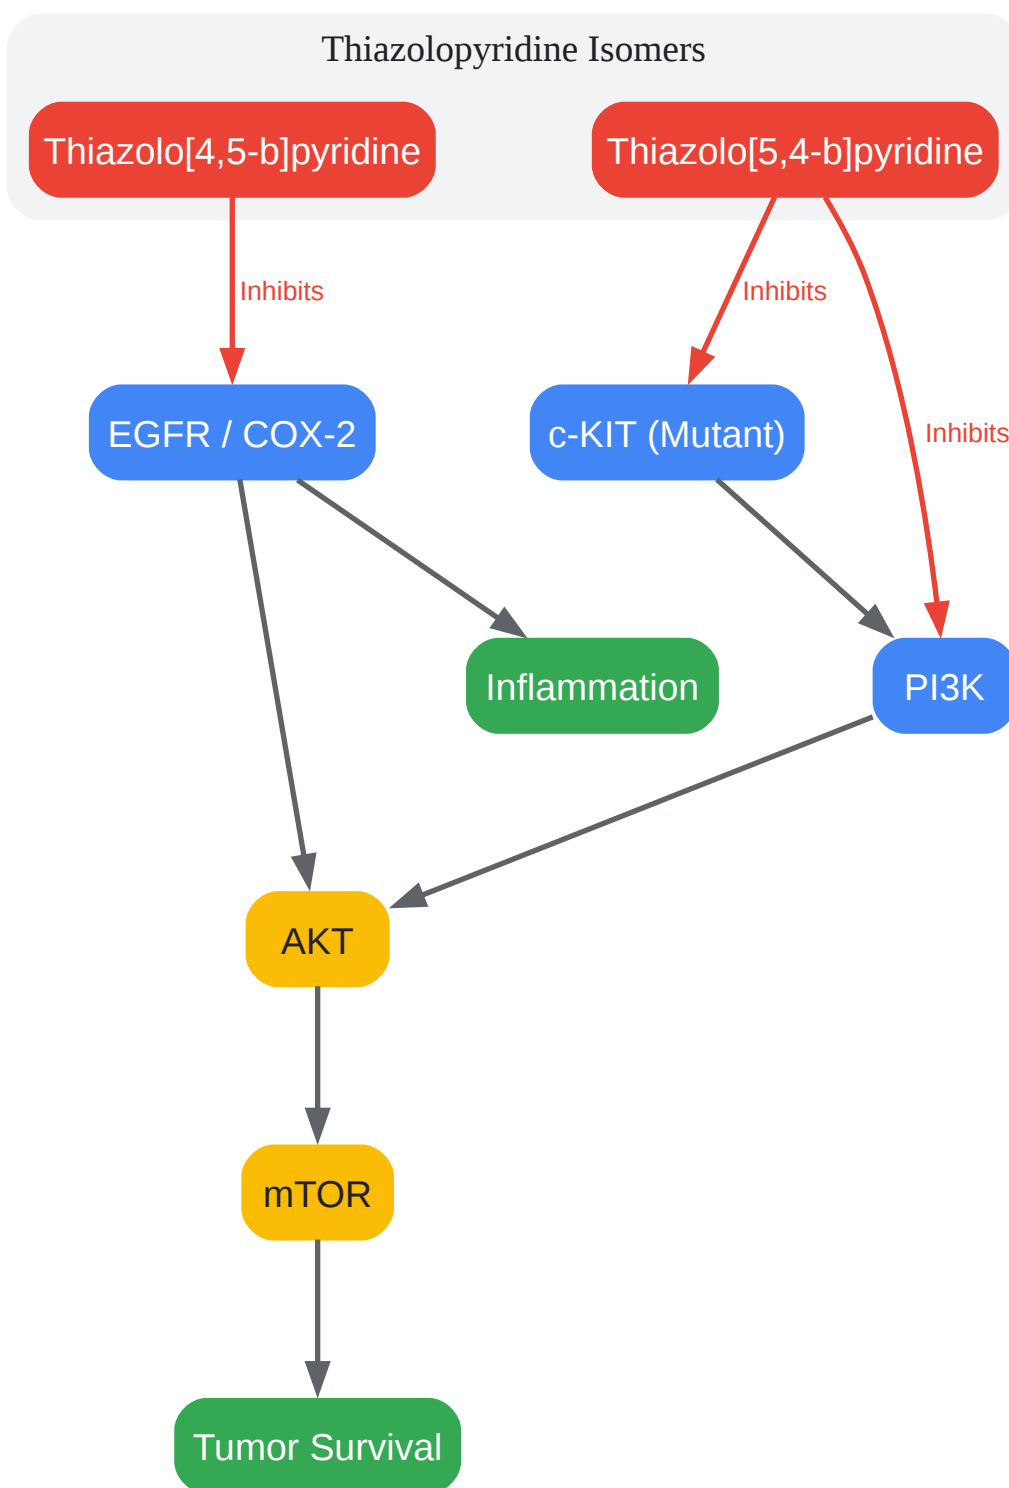 Thiazolopyridine Isomers
Thiazolo[4,5-b]pyridine
Thiazolo[5,4-b]pyridine
Inhibits
Inhibits
Inhibits
EGFR / COX-2
c-KIT (Mutant)
Inflammation
PI3K
AKT
mTOR
Tumor Survival